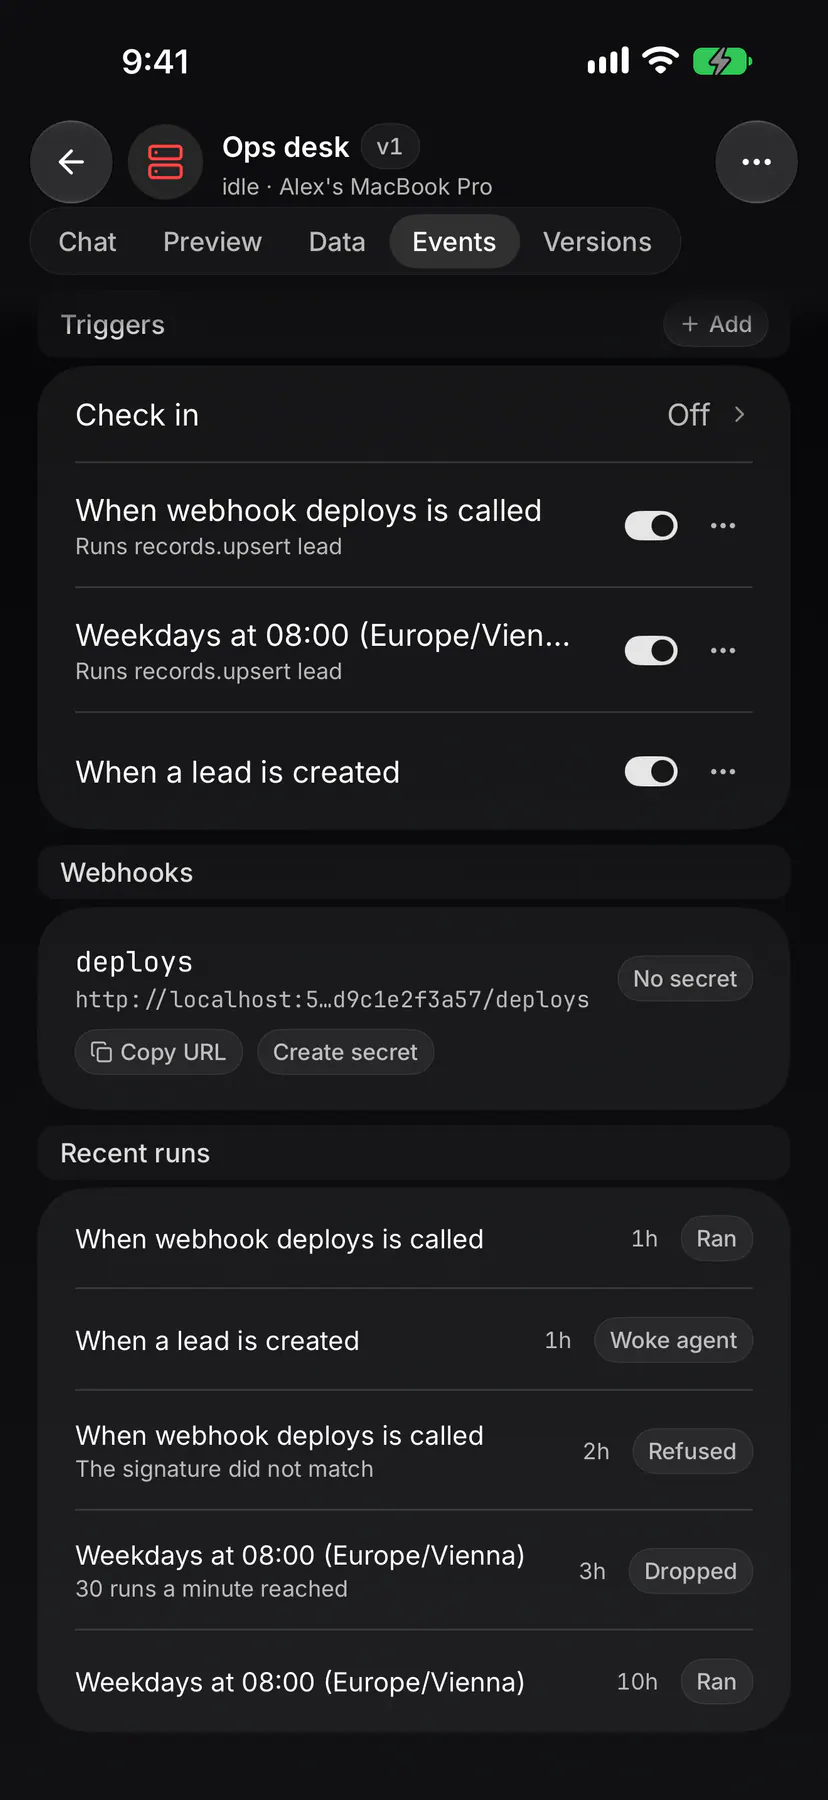 9:41
Ops desk v1
idle · Alex's MacBook Pro
Chat Preview Data Events Versions
Triggers + Add
Check in Off
When webhook deploys is called
Runs records.upsert lead
Weekdays at 08:00 (Europe/Vien...
Runs records.upsert lead
When a lead is created
Webhooks
deploys
http://localhost:5…d9c1e2f3a57/deploys
No secret
Copy URL Create secret
Recent runs
When webhook deploys is called 1h Ran
When a lead is created 1h Woke agent
When webhook deploys is called
The signature did not match
2h Refused
Weekdays at 08:00 (Europe/Vienna)
30 runs a minute reached
3h Dropped
Weekdays at 08:00 (Europe/Vienna) 10h Ran